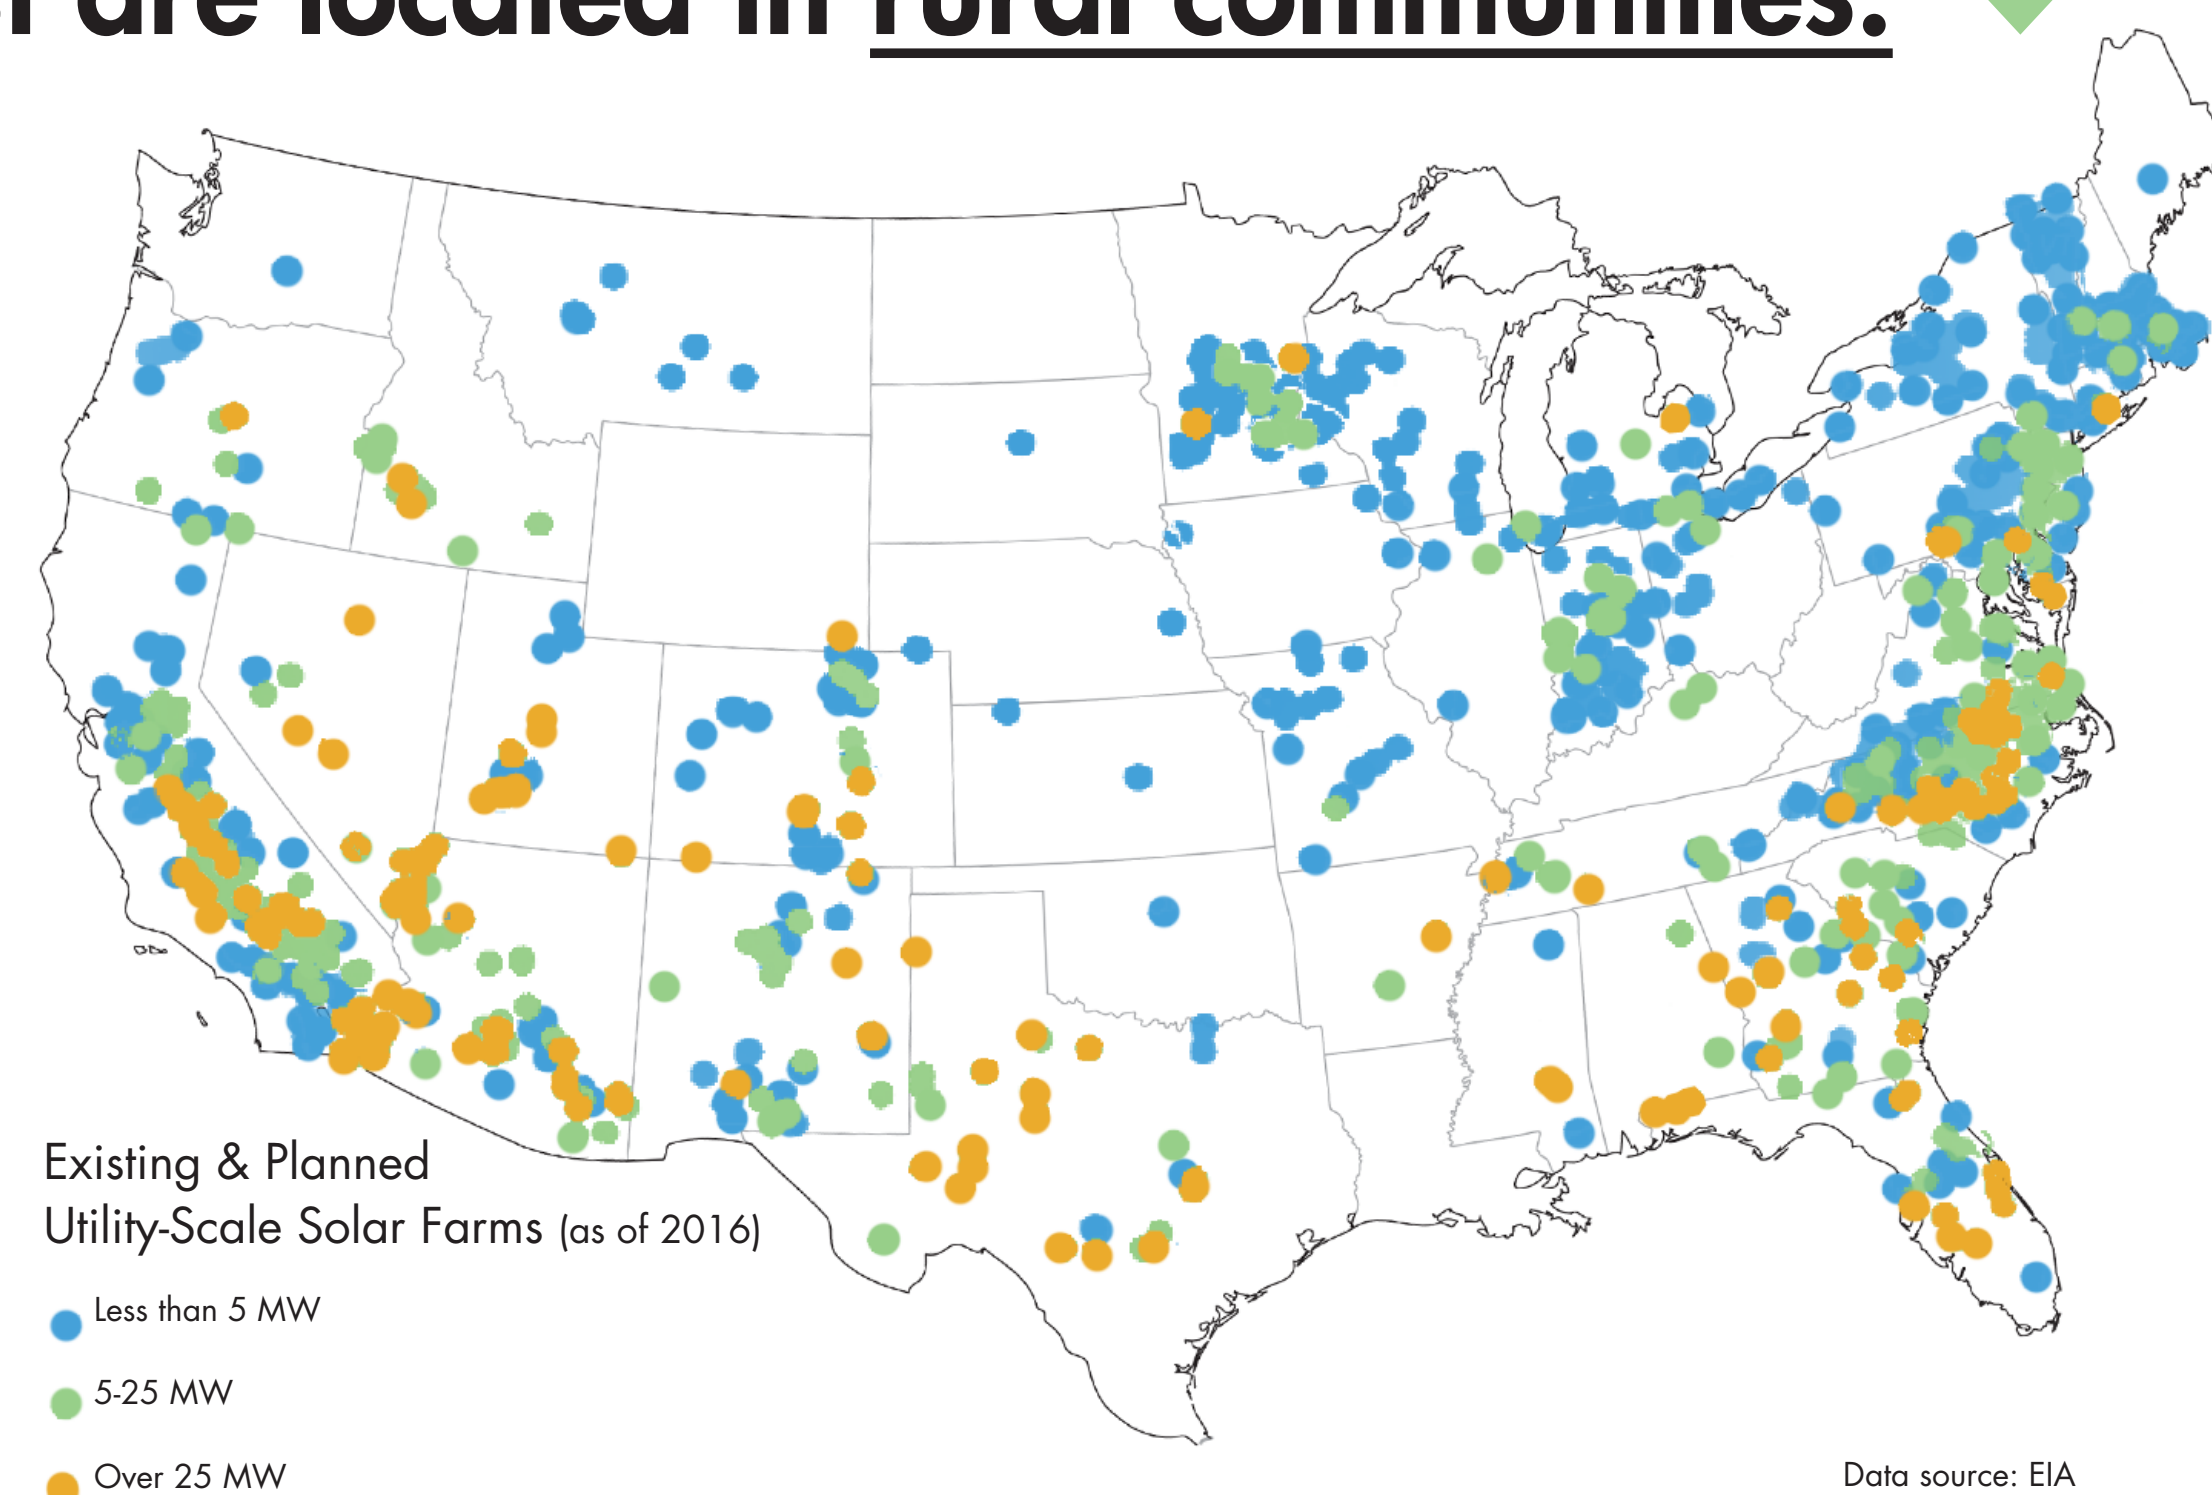 are located in rural communities.
Existing & Planned
Utility-Scale Solar Farms (as of 2016)
Less than 5 MW
5-25 MW
Over 25 MW
Data source: EIA